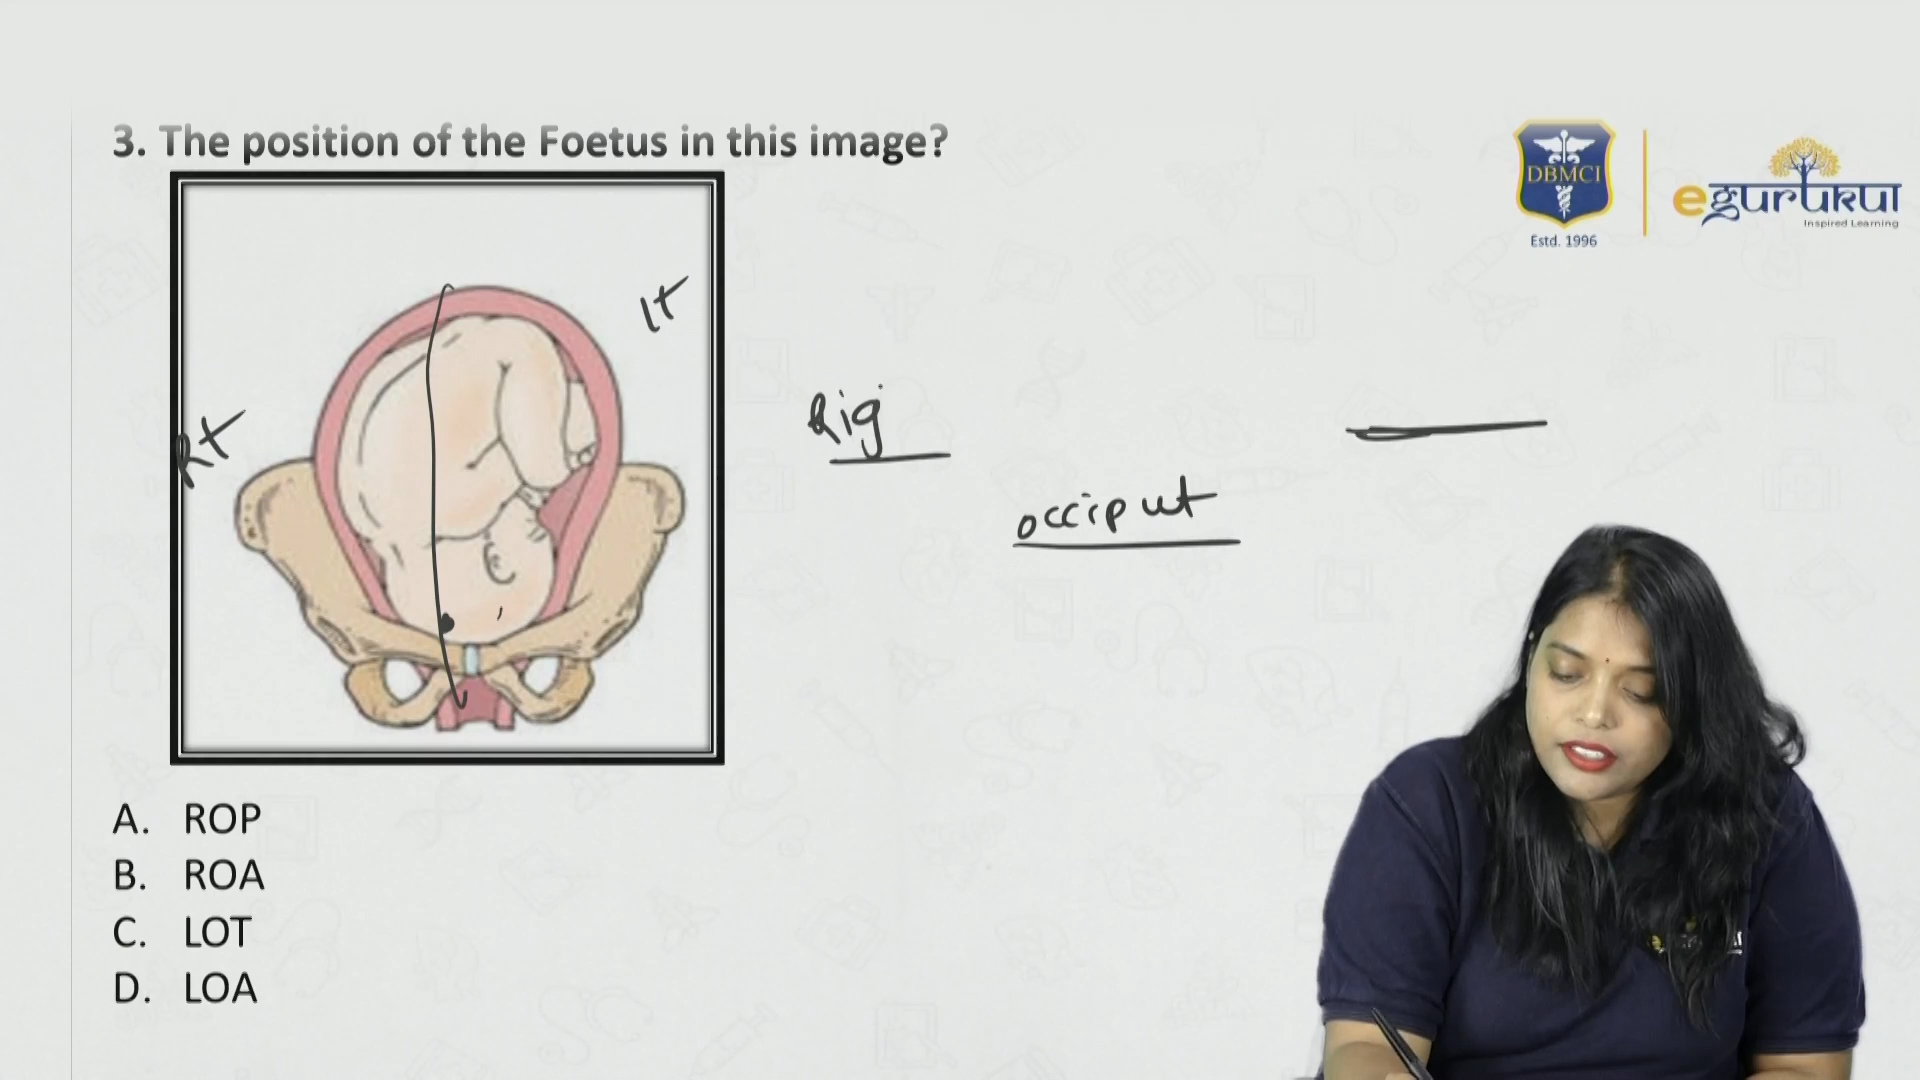 3. The position of the Foetus in this image?
DBMCI
Estd. 1996
eGurukul
Inspired Learning
lt
Rt
Rig
occiput
A. ROP
B. ROA
C. LOT
D. LOA